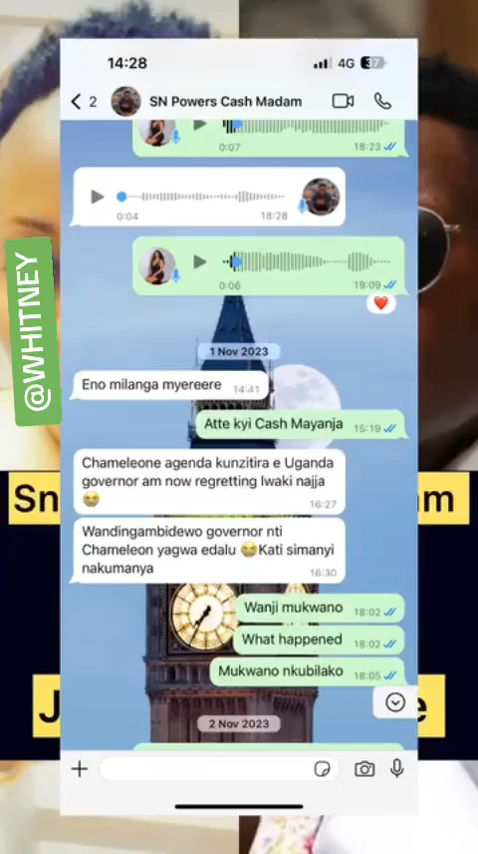 14:28
4G 37
2 SN Powers Cash Madam
0:07 18:23
0:04 18:28
0:06 19:09
@WHITNEY
1 Nov 2023
Eno milanga myereere 14:41
Atte kyi Cash Mayanja 15:19
Chameleone agenda kunzitira e Uganda
governor am now regretting lwaki najja
😭 16:27
Wandingambidewo governor nti
Chameleon yagwa edalu 😭Kati simanyi
nakumanya 16:30
Wanji mukwano 18:02
What happened 18:02
Mukwano nkubilako 18:05
2 Nov 2023
Sn
am
J
e